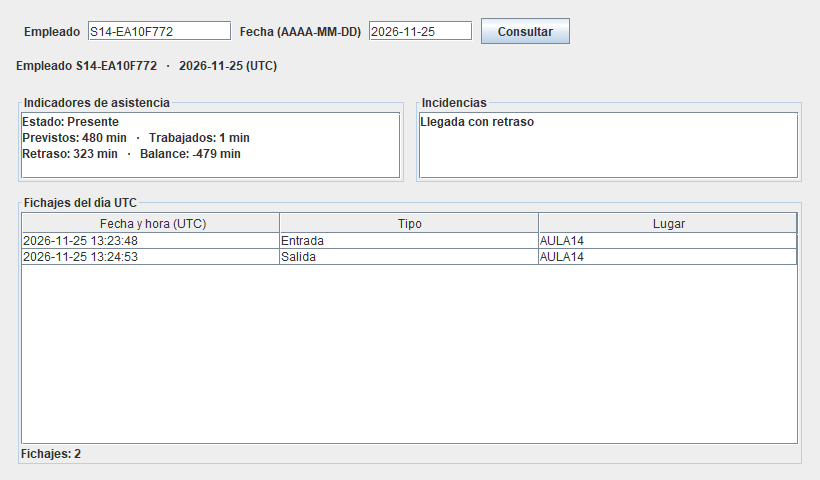 Empleado S14-EA10F772 Fecha (AAAA-MM-DD) 2026-11-25 Consultar
Empleado S14-EA10F772 · 2026-11-25 (UTC)
Indicadores de asistencia
Estado: Presente
Previstos: 480 min · Trabajados: 1 min
Retraso: 323 min · Balance: -479 min
Incidencias
Llegada con retraso
Fichajes del día UTC
Fecha y hora (UTC) Tipo Lugar
2026-11-25 13:23:48 Entrada AULA14
2026-11-25 13:24:53 Salida AULA14
Fichajes: 2